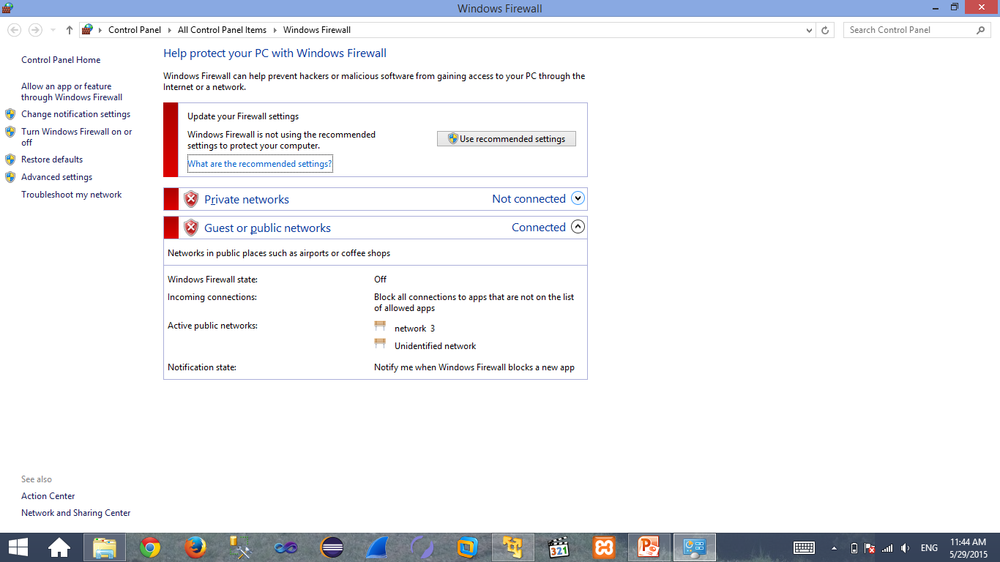 Windows Firewall
Control Panel
All Control Panel Items
Windows Firewall
Search Control Panel
Control Panel Home
Allow an app or feature
through Windows Firewall
Change notification settings
Turn Windows Firewall on or
off
Restore defaults
Advanced settings
Troubleshoot my network
Help protect your PC with Windows Firewall
Windows Firewall can help prevent hackers or malicious software from gaining access to your PC through the
Internet or a network.
Update your Firewall settings
Windows Firewall is not using the recommended
settings to protect your computer.
Use recommended settings
What are the recommended settings?
Private networks
Not connected
Guest or public networks
Connected
Networks in public places such as airports or coffee shops
Windows Firewall state:
Off
Incoming connections:
Block all connections to apps that are not on the list
of allowed apps
Active public networks:
network 3
Unidentified network
Notification state:
Notify me when Windows Firewall blocks a new app
See also
Action Center
Network and Sharing Center
321
ENG
11:44 AM
5/29/2015